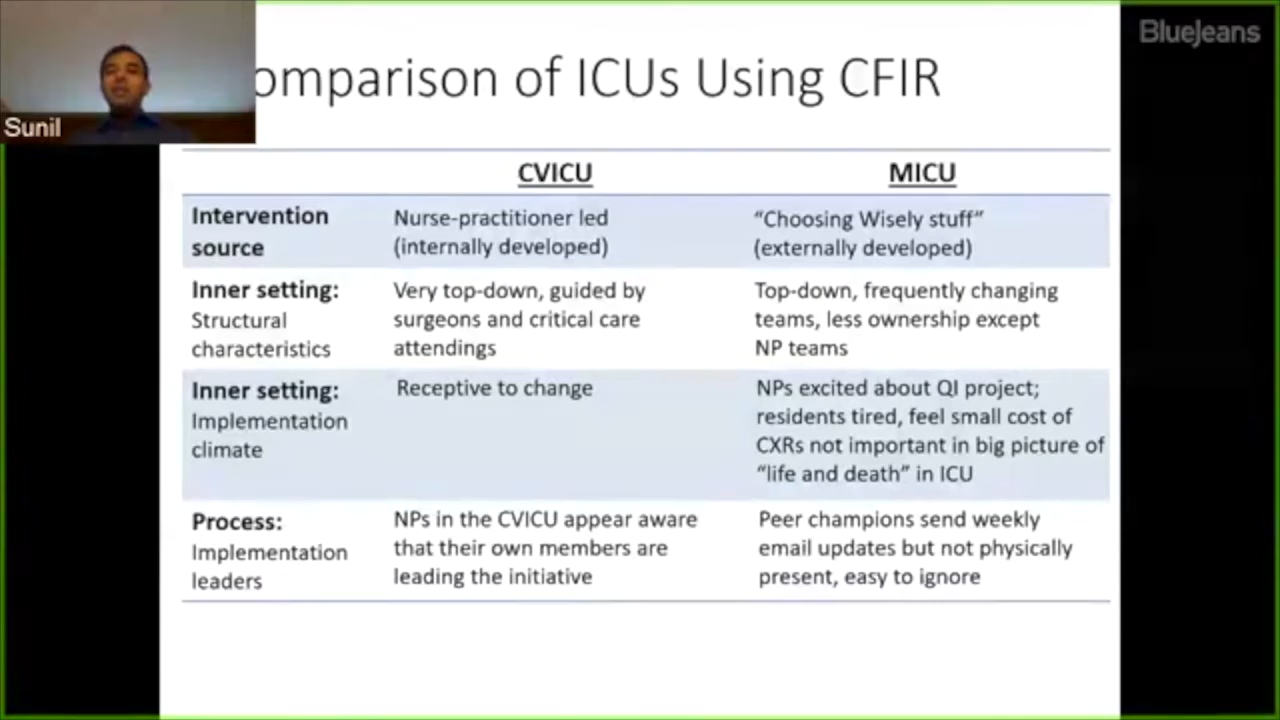 BlueJeans
Sunil
omparison of ICUs Using CFIR
CVICU
MICU
Intervention
source
Nurse-practitioner led
(internally developed)
“Choosing Wisely stuff”
(externally developed)
Inner setting:
Structural
characteristics
Very top-down, guided by
surgeons and critical care
attendings
Top-down, frequently changing
teams, less ownership except
NP teams
Inner setting:
Implementation
climate
Receptive to change
NPs excited about QI project;
residents tired, feel small cost of
CXRs not important in big picture of
“life and death” in ICU
Process:
Implementation
leaders
NPs in the CVICU appear aware
that their own members are
leading the initiative
Peer champions send weekly
email updates but not physically
present, easy to ignore